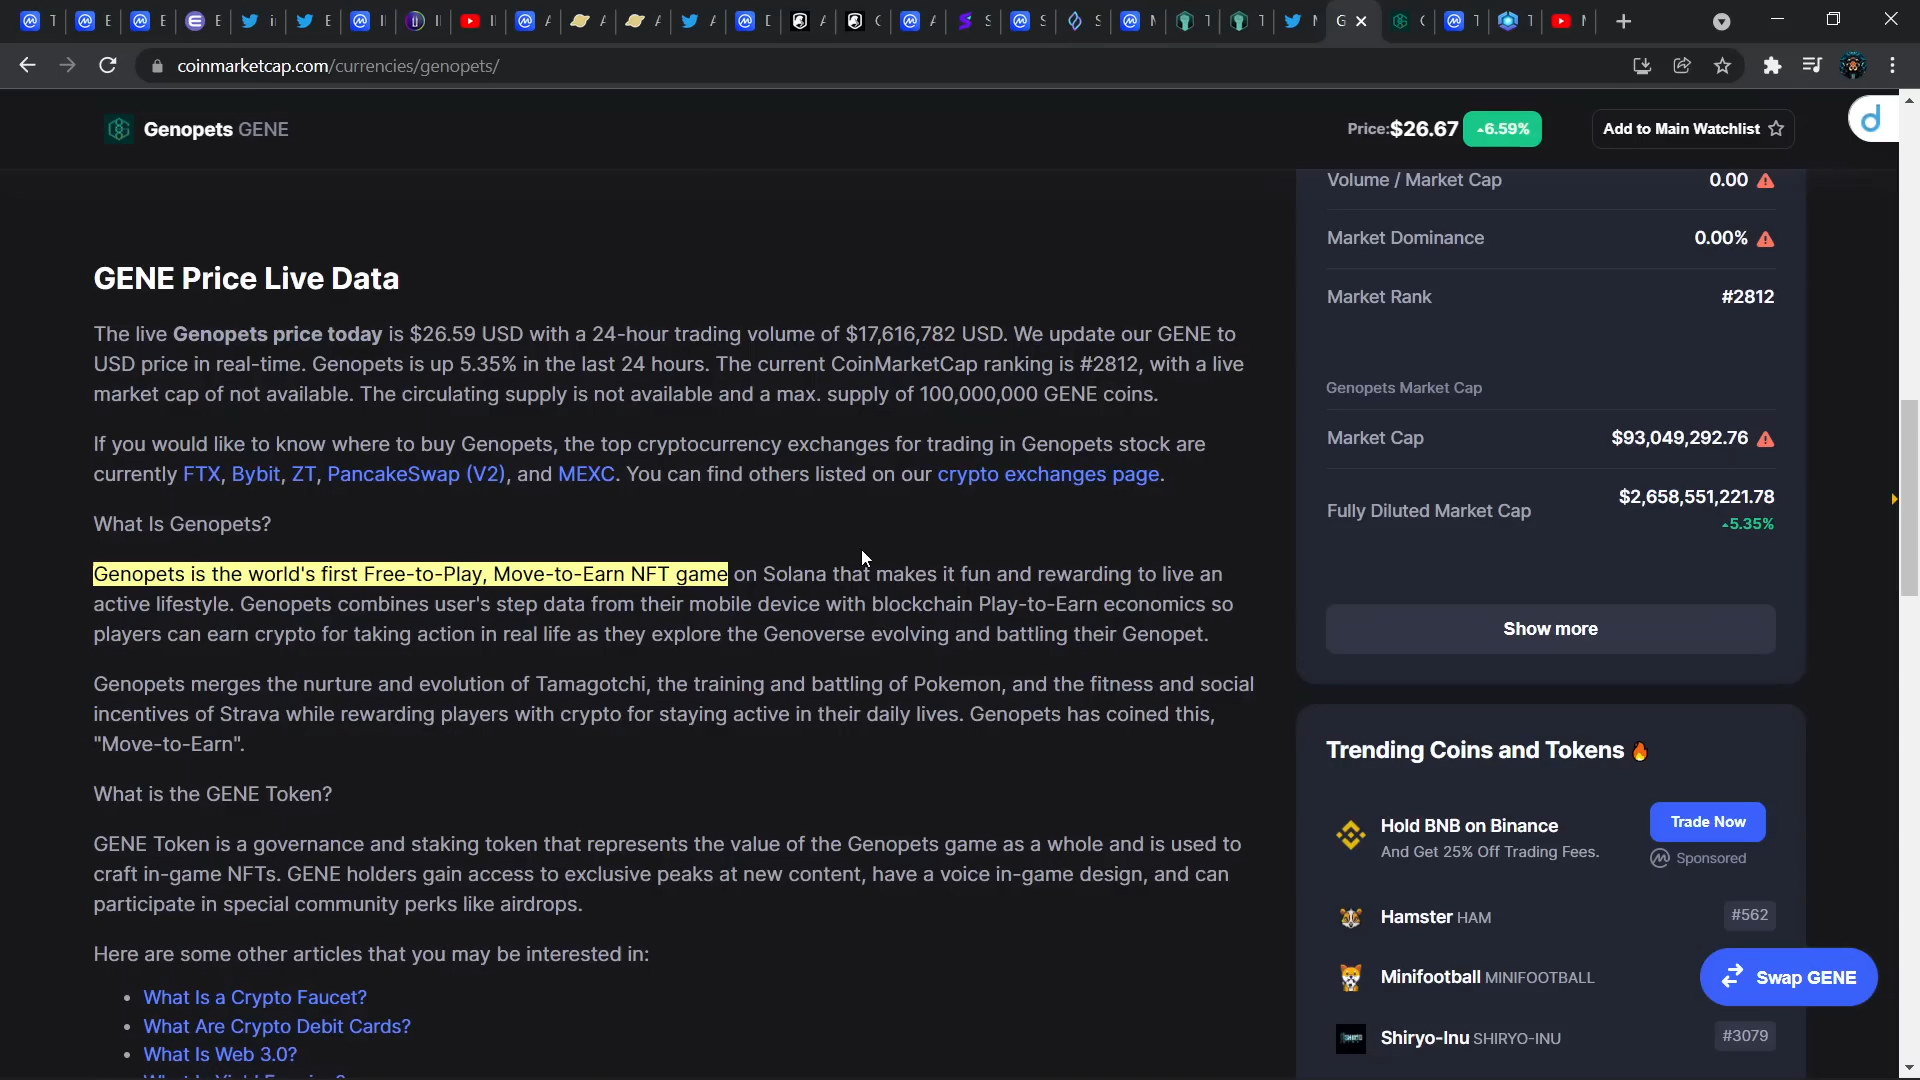 coinmarketcap.com/currencies/genopets/
Genopets GENE
Price:$26.67 6.59%
Add to Main Watchlist
Volume / Market Cap 0.00
Market Dominance 0.00%
Market Rank #2812
Genopets Market Cap
Market Cap $93,049,292.76
Fully Diluted Market Cap $2,658,551,221.78
5.35%
Show more
GENE Price Live Data
The live Genopets price today is $26.59 USD with a 24-hour trading volume of $17,616,782 USD. We update our GENE to
USD price in real-time. Genopets is up 5.35% in the last 24 hours. The current CoinMarketCap ranking is #2812, with a live
market cap of not available. The circulating supply is not available and a max. supply of 100,000,000 GENE coins.
If you would like to know where to buy Genopets, the top cryptocurrency exchanges for trading in Genopets stock are
currently FTX, Bybit, ZT, PancakeSwap (V2), and MEXC. You can find others listed on our crypto exchanges page.
What Is Genopets?
Genopets is the world's first Free-to-Play, Move-to-Earn NFT game on Solana that makes it fun and rewarding to live an
active lifestyle. Genopets combines user's step data from their mobile device with blockchain Play-to-Earn economics so
players can earn crypto for taking action in real life as they explore the Genoverse evolving and battling their Genopet.
Genopets merges the nurture and evolution of Tamagotchi, the training and battling of Pokemon, and the fitness and social
incentives of Strava while rewarding players with crypto for staying active in their daily lives. Genopets has coined this,
"Move-to-Earn".
What is the GENE Token?
GENE Token is a governance and staking token that represents the value of the Genopets game as a whole and is used to
craft in-game NFTs. GENE holders gain access to exclusive peaks at new content, have a voice in-game design, and can
participate in special community perks like airdrops.
Here are some other articles that you may be interested in:
What Is a Crypto Faucet?
What Are Crypto Debit Cards?
What Is Web 3.0?
Trending Coins and Tokens
Hold BNB on Binance
And Get 25% Off Trading Fees.
Trade Now
Sponsored
Hamster HAM #562
Minifootball MINIFOOTBALL
Swap GENE
Shiryo-Inu SHIRYO-INU #3079